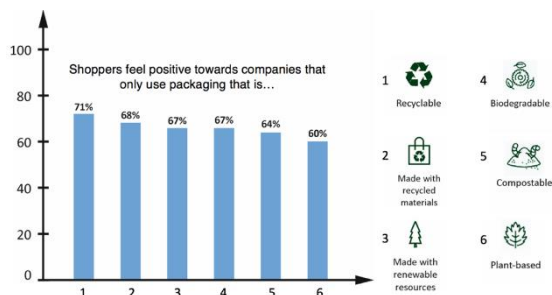 100
80
60
40
20
0
Shoppers feel positive towards companies that
only use packaging that is...
71%
68%
67%
67%
64%
60%
1
2
3
4
5
6
1
Recyclable
4
Biodegradable
2
Made with
recycled
materials
5
Compostable
3
Made with
renewable
resources
6
Plant-based